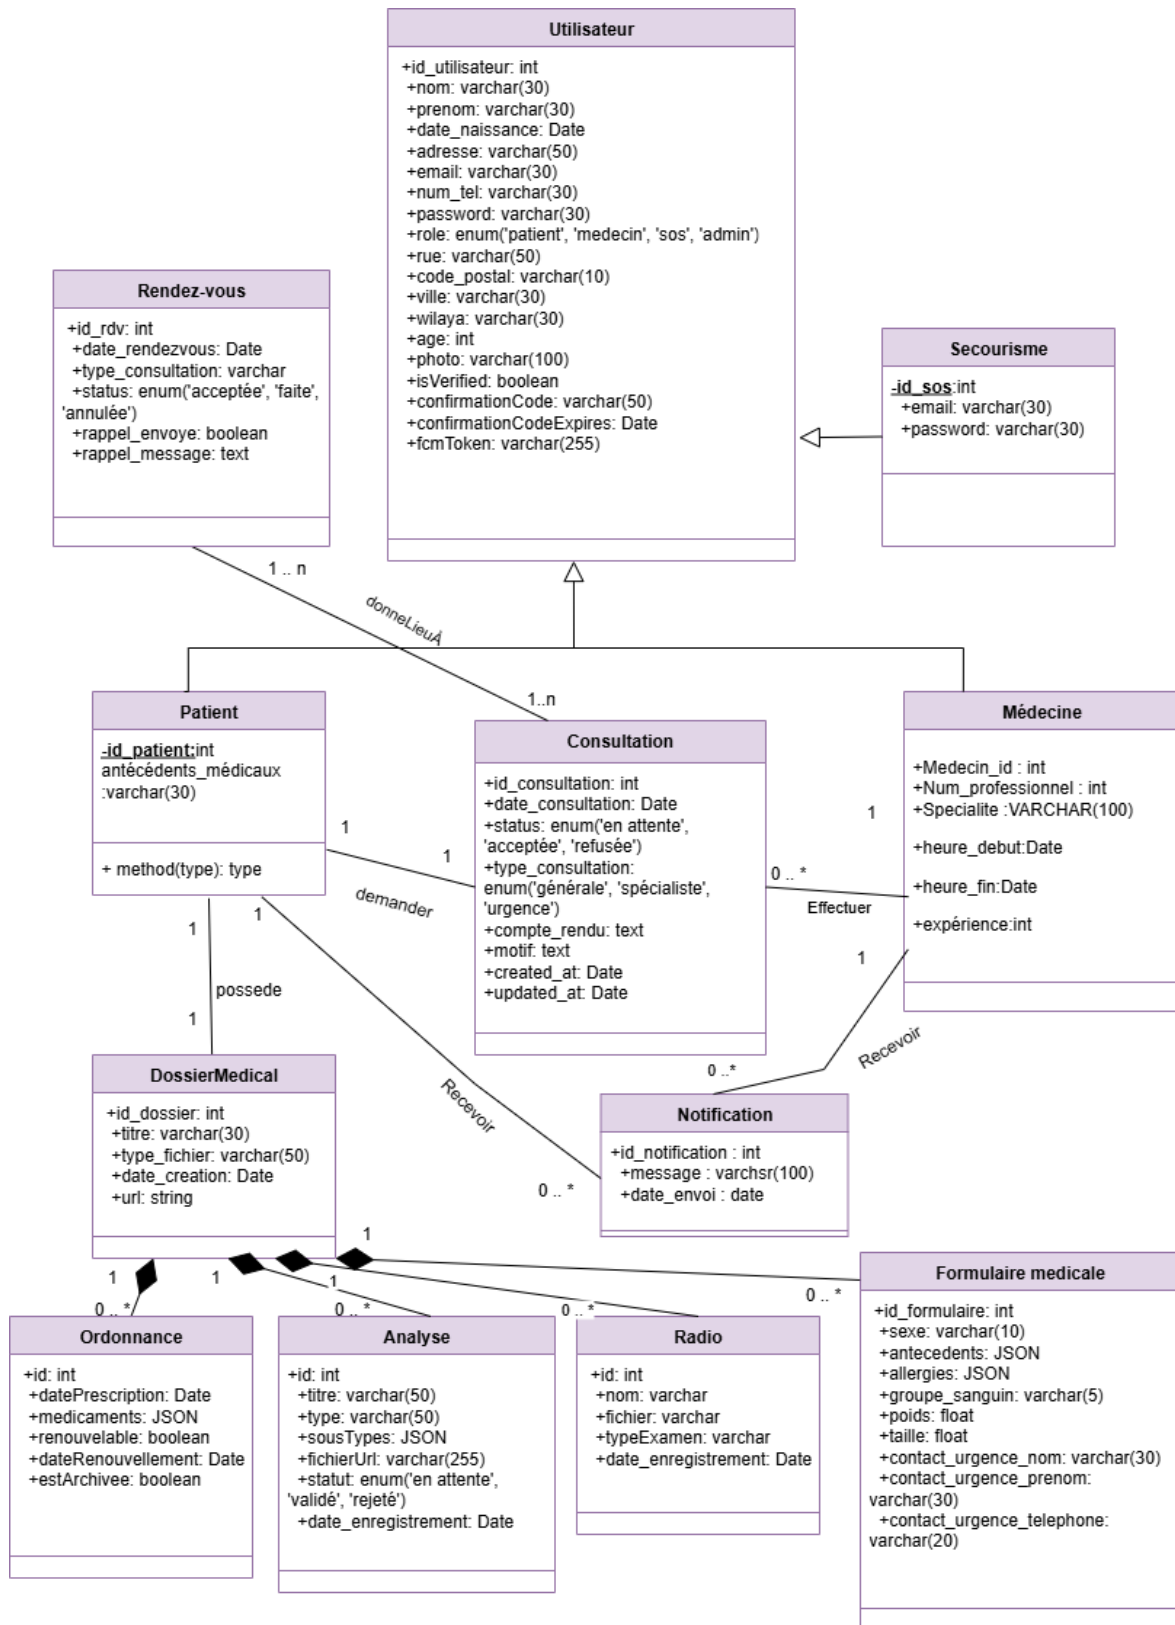 Utilisateur
+id_utilisateur: int
+nom: varchar(30)
+prenom: varchar(30)
+date_naissance: Date
+adresse: varchar(50)
+email: varchar(30)
+num_tel: varchar(30)
+password: varchar(30)
+role: enum('patient', 'medecin', 'sos', 'admin')
+rue: varchar(50)
+code_postal: varchar(10)
+ville: varchar(30)
+wilaya: varchar(30)
+age: int
+photo: varchar(100)
+isVerified: boolean
+confirmationCode: varchar(50)
+confirmationCodeExpires: Date
+fcmToken: varchar(255)
Rendez-vous
+id_rdv: int
+date_rendezvous: Date
+type_consultation: varchar
+status: enum('acceptée', 'faite',
'annulée')
+rappel_envoye: boolean
+rappel_message: text
Secourisme
-id_sos:int
+email: varchar(30)
+password: varchar(30)
1 .. n
donneLieuÀ
1..n
Patient
-id_patient:int
antécédents_médicaux
:varchar(30)
+ method(type): type
Consultation
+id_consultation: int
+date_consultation: Date
+status: enum('en attente',
'acceptée', 'refusée')
+type_consultation:
enum('générale', 'spécialiste',
'urgence')
+compte_rendu: text
+motif: text
+created_at: Date
+updated_at: Date
Médecine
+Medecin_id : int
+Num_professionnel : int
+Specialite :VARCHAR(100)
+heure_debut:Date
+heure_fin:Date
+expérience:int
1
1
demander
1
0 .. *
Effectuer
1
1
possede
1
1
Recevoir
0 .. *
1
Recevoir
0 .. *
DossierMedical
+id_dossier: int
+titre: varchar(30)
+type_fichier: varchar(50)
+date_creation: Date
+url: string
Notification
+id_notification : int
+message : varchsr(100)
+date_envoi : date
1
0 .. *
1
0 .. *
1
0 .. *
1
0 .. *
Ordonnance
+id: int
+datePrescription: Date
+medicaments: JSON
+renouvelable: boolean
+dateRenouvellement: Date
+estArchivee: boolean
Analyse
+id: int
+titre: varchar(50)
+type: varchar(50)
+sousTypes: JSON
+fichierUrl: varchar(255)
+statut: enum('en attente',
'validé', 'rejeté')
+date_enregistrement: Date
Radio
+id: int
+nom: varchar
+fichier: varchar
+typeExamen: varchar
+date_enregistrement: Date
Formulaire medicale
+id_formulaire: int
+sexe: varchar(10)
+antecedents: JSON
+allergies: JSON
+groupe_sanguin: varchar(5)
+poids: float
+taille: float
+contact_urgence_nom: varchar(30)
+contact_urgence_prenom:
varchar(30)
+contact_urgence_telephone:
varchar(20)